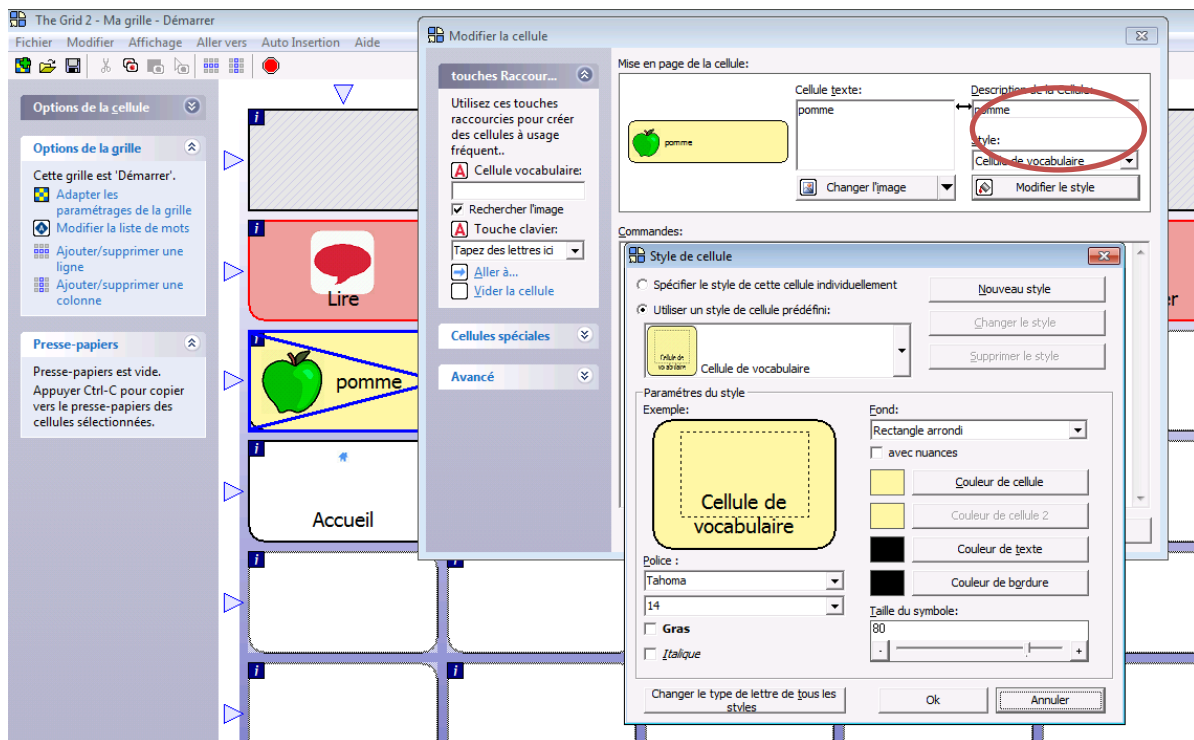 The Grid 2 - Ma grille - Démarrer
Fichier Modifier Affichage Aller vers Auto Insertion Aide
Options de la cellule
Options de la grille
Cette grille est 'Démarrer'.
Adapter les
paramétrages de la grille
Modifier la liste de mots
Ajouter/supprimer une
ligne
Ajouter/supprimer une
colonne
Presse-papiers
Presse-papiers est vide.
Appuyer Ctrl-C pour copier
vers le presse-papiers des
cellules sélectionnées.
i
i
Lire
er
i
pomme
i
Accueil
i
i
i
i
Modifier la cellule
touches Raccour...
Utilisez ces touches
raccourcies pour créer
des cellules à usage
fréquent..
A Cellule vocabulaire:
Rechercher l'image
A Touche clavier:
Tapez des lettres ici
Aller à...
Vider la cellule
Cellules spéciales
Avancé
Mise en page de la cellule:
pomme
Cellule texte:
pomme
Description de la Cellule:
pomme
Style:
Cellule de vocabulaire
Changer l'image
Modifier le style
Commandes:
Style de cellule
Spécifier le style de cette cellule individuellement
Utiliser un style de cellule prédéfini:
Cellule de
vocabulaire
Cellule de vocabulaire
Nouveau style
Changer le style
Supprimer le style
Paramétres du style
Exemple:
Cellule de
vocabulaire
Police :
Tahoma
14
Gras
Italique
Fond:
Rectangle arrondi
avec nuances
Couleur de cellule
Couleur de cellule 2
Couleur de texte
Couleur de bordure
Taille du symbole:
80
- +
Changer le type de lettre de tous les
styles
Ok
Annuler